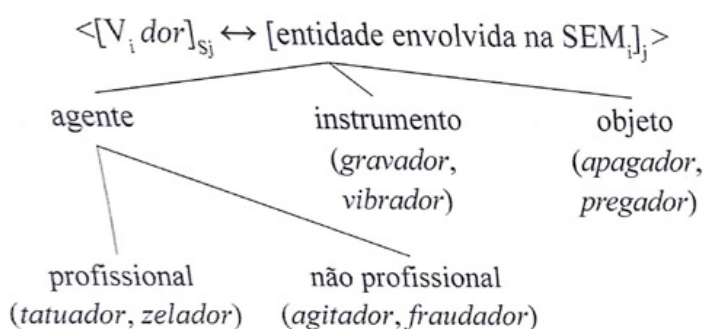 <[V_i dor]_Sj ↔ [entidade envolvida na SEM_i]_j>
agente instrumento objeto
(gravador, (apagador,
vibrador) pregador)
profissional não profissional
(tatuador, zelador) (agitador, fraudador)